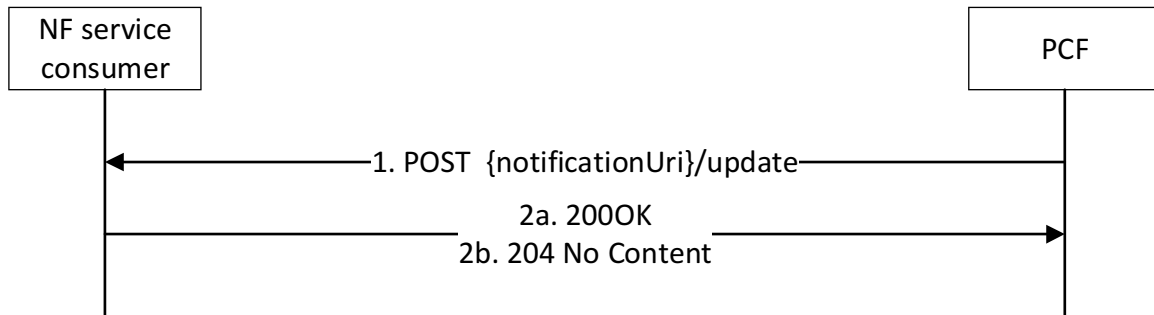 NF service
consumer
PCF
1. POST {notificationUri}/update
2a. 200OK
2b. 204 No Content